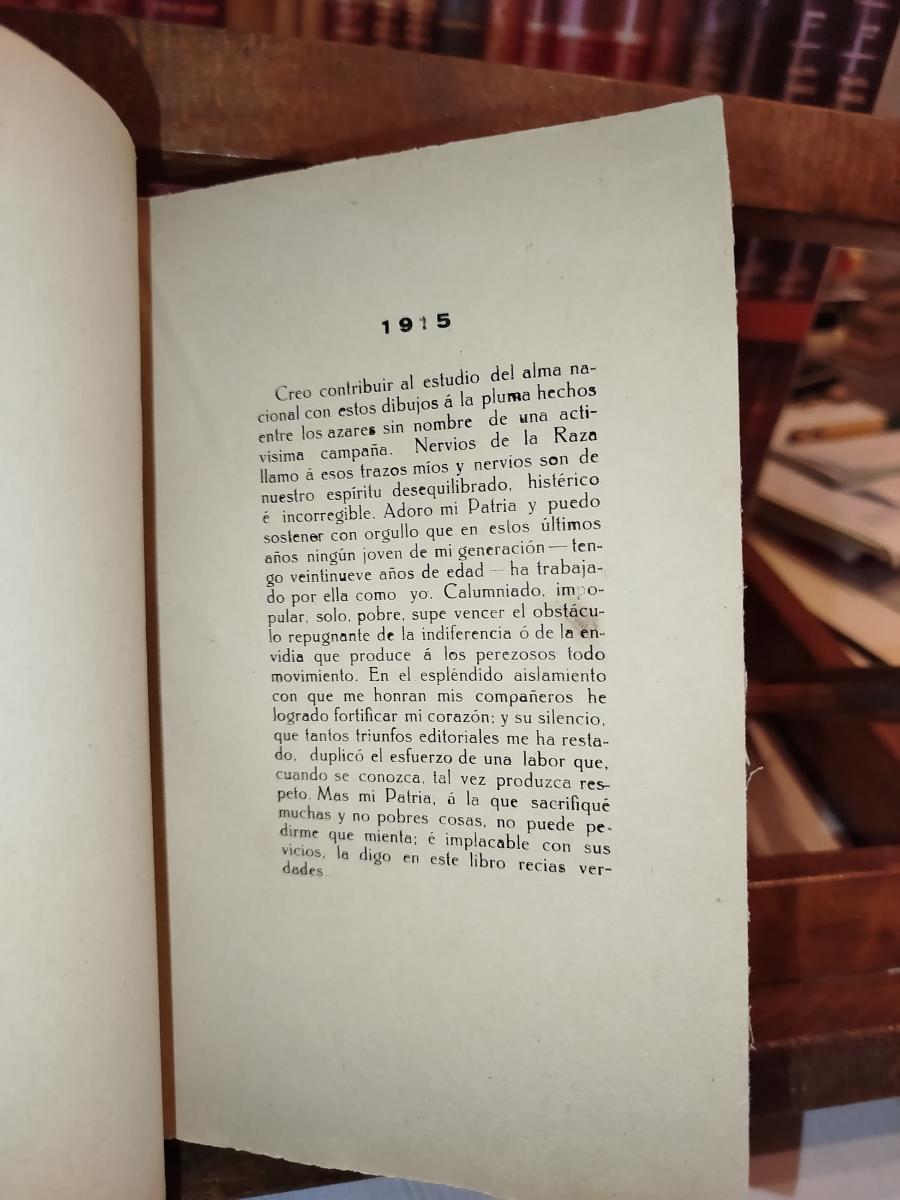 1915
Creo contribuir al estudio del alma na-
cional con estos dibujos á la pluma hechos
entre los azares sin nombre de una acti-
vísima campaña. Nervios de la Raza
llamo á esos trazos míos y nervios son de
nuestro espíritu desequilibrado, histérico
é incorregible. Adoro mi Patria y puedo
sostener con orgullo que en estos últimos
años ningún joven de mi generación — ten-
go veintinueve años de edad — ha trabaja-
do por ella como yo. Calumniado, impo-
pular, solo, pobre, supe vencer el obstácu-
lo repugnante de la indiferencia ó de la en-
vidia que produce á los perezosos todo
movimiento. En el espléndido aislamiento
con que me honran mis compañeros he
logrado fortificar mi corazón; y su silencio,
que tantos triunfos editoriales me ha resta-
do, duplicó el esfuerzo de una labor que,
cuando se conozca, tal vez produzca res-
peto. Mas mi Patria, á la que sacrifiqué
muchas y no pobres cosas, no puede pe-
dirme que mienta; é implacable con sus
vicios, la digo en este libro recias ver-
dades..